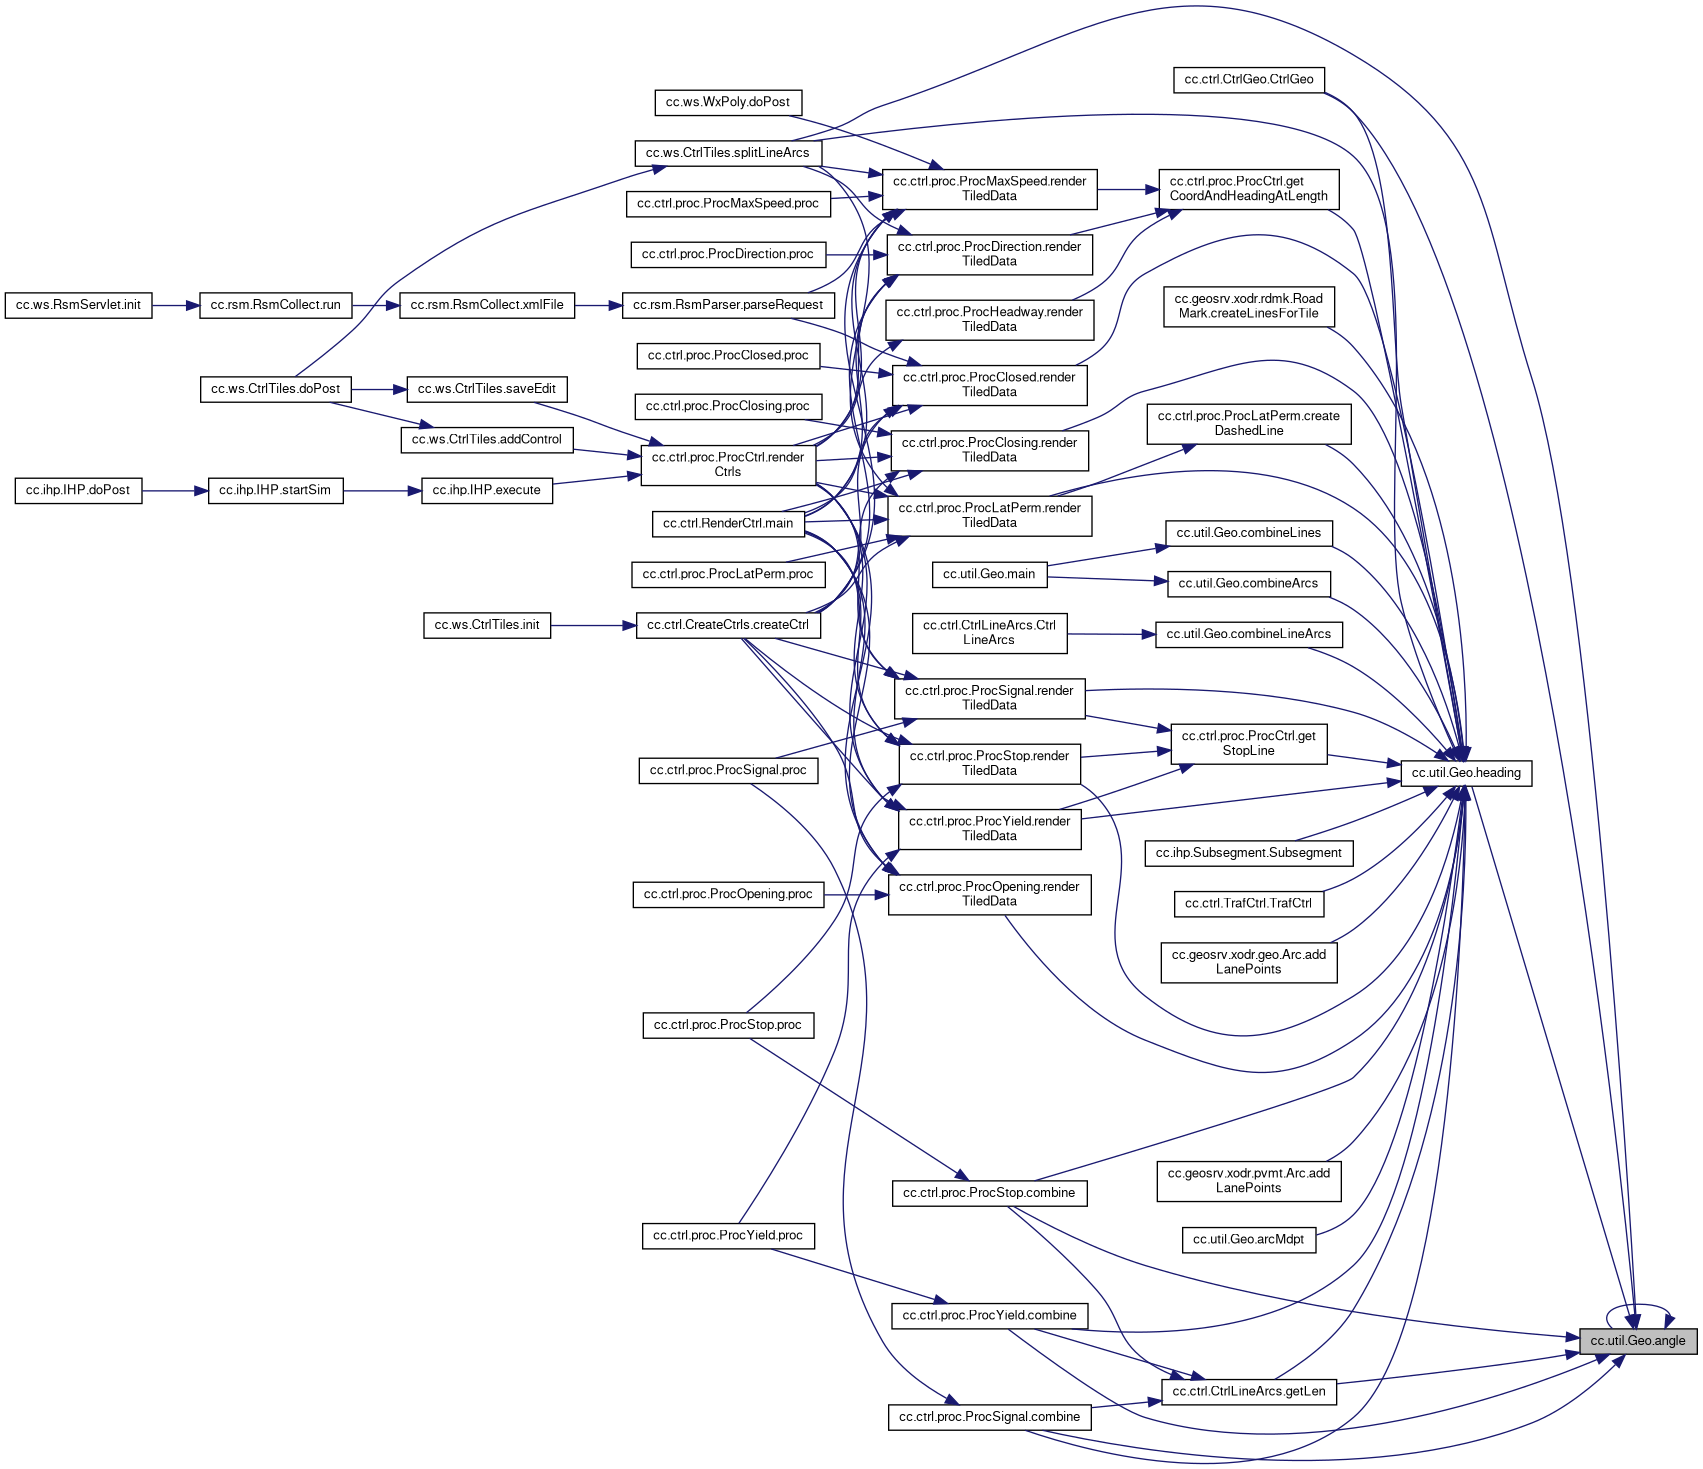 cc.ws.RsmServlet.init
cc.ihp.IHP.doPost
cc.rsm.RsmCollect.run
cc.ws.CtrlTiles.doPost
cc.ihp.IHP.startSim
cc.rsm.RsmCollect.xmlFile
cc.ws.CtrlTiles.saveEdit
cc.ws.CtrlTiles.addControl
cc.ihp.IHP.execute
cc.ws.CtrlTiles.init
cc.ws.WxPoly.doPost
cc.ws.CtrlTiles.splitLineArcs
cc.ctrl.proc.ProcMaxSpeed.proc
cc.ctrl.proc.ProcDirection.proc
cc.rsm.RsmParser.parseRequest
cc.ctrl.proc.ProcClosed.proc
cc.ctrl.proc.ProcClosing.proc
cc.ctrl.proc.ProcCtrl.render
Ctrls
cc.ctrl.RenderCtrl.main
cc.ctrl.proc.ProcLatPerm.proc
cc.ctrl.CreateCtrls.createCtrl
cc.ctrl.proc.ProcSignal.proc
cc.ctrl.proc.ProcOpening.proc
cc.ctrl.proc.ProcStop.proc
cc.ctrl.proc.ProcYield.proc
cc.ctrl.proc.ProcMaxSpeed.render
TiledData
cc.ctrl.proc.ProcDirection.render
TiledData
cc.ctrl.proc.ProcHeadway.render
TiledData
cc.ctrl.proc.ProcClosed.render
TiledData
cc.ctrl.proc.ProcClosing.render
TiledData
cc.ctrl.proc.ProcLatPerm.render
TiledData
cc.util.Geo.main
cc.ctrl.CtrlLineArcs.Ctrl
LineArcs
cc.ctrl.proc.ProcSignal.render
TiledData
cc.ctrl.proc.ProcStop.render
TiledData
cc.ctrl.proc.ProcYield.render
TiledData
cc.ctrl.proc.ProcOpening.render
TiledData
cc.ctrl.proc.ProcStop.combine
cc.ctrl.proc.ProcYield.combine
cc.ctrl.proc.ProcSignal.combine
cc.ctrl.CtrlGeo.CtrlGeo
cc.ctrl.proc.ProcCtrl.get
CoordAndHeadingAtLength
cc.geosrv.xodr.rdmk.Road
Mark.createLinesForTile
cc.ctrl.proc.ProcLatPerm.create
DashedLine
cc.util.Geo.combineLines
cc.util.Geo.combineArcs
cc.util.Geo.combineLineArcs
cc.ctrl.proc.ProcCtrl.get
StopLine
cc.ihp.Subsegment.Subsegment
cc.ctrl.TrafCtrl.TrafCtrl
cc.geosrv.xodr.geo.Arc.add
LanePoints
cc.geosrv.xodr.pvmt.Arc.add
LanePoints
cc.util.Geo.arcMdpt
cc.ctrl.CtrlLineArcs.getLen
cc.util.Geo.heading
cc.util.Geo.angle